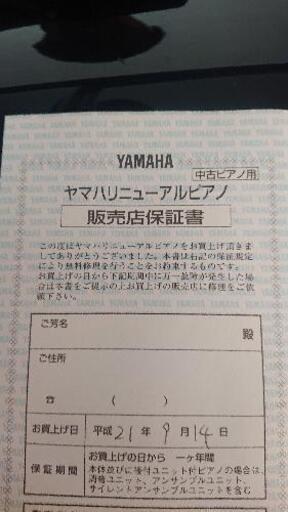 YAMAHA
中古ピアノ用
ヤマハリニューアルピアノ
販売店保証書
この度はヤマハリニューアルピアノをお買上げ頂きま
してありがとうございました。本書は右記の保証規定
により無料修理を行うことをお約束するものです。
お買上げの日から下記期間中に万一故障が発生した場合
は本書をご提示の上お買上げの販売店に修理をご依
頼下さい。
ご芳名
殿
ご住所
☎ ( )
お買上げ日 平成 21 年 9 月 14 日
保証期間 お買上げの日から 一ヶ年間
本体並びに後付ユニット付ピアノの場合は、
消音ユニット、アンサンブルユニット、
サイレントアンサンブルユニットを含む